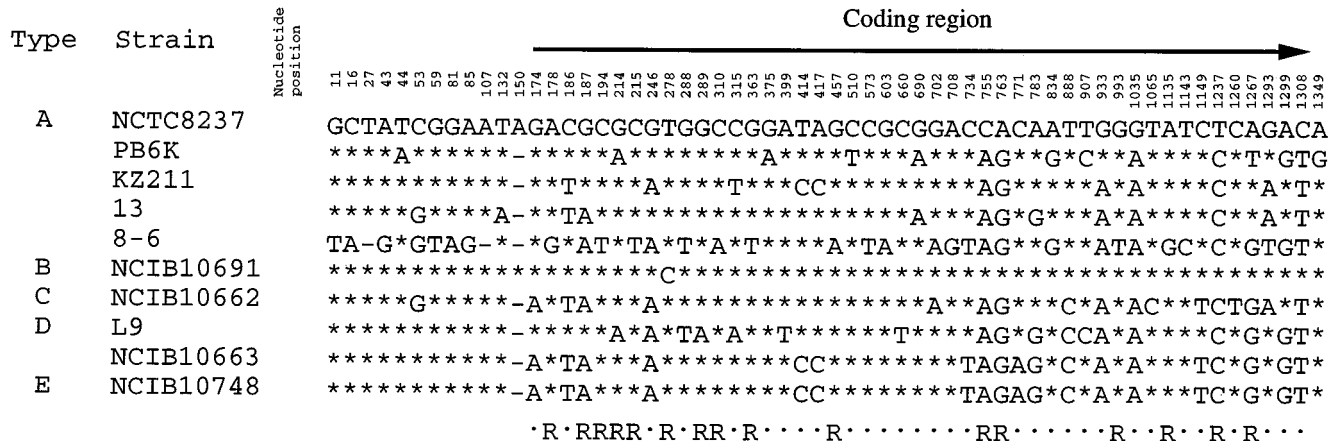 Coding region
Type Strain Nucleotide position 11 16 27 43 44 53 59 81 85 107 132 150 174 178 186 187 194 214 215 246 278 288 289 310 315 363 375 399 414 417 457 510 573 603 660 690 702 708 734 755 763 771 783 834 888 907 933 993 1035 1065 1135 1143 1149 1237 1260 1267 1293 1299 1308 1349
A NCTC8237 GCTATCGGAATAGACGCGCGTGGCCGGATAGCCGCGGACCACAATTGGGTATCTCAGACA
PB6K ****A******-*****A********A****T***A***AG**G*C**A****C*T*GTG
KZ211 ***********-**T****A****T***CC*********AG*****A*A****C**A*T*
13 *****G****A-**TA*******************A***AG*G***A*A****C**A*T*
8-6 TA-G*GTAG-*-*G*AT*TA*T*A*T****A*TA**AGTAG**G**ATA*GC*C*GTGT*
B NCIB10691 ********************C***************************************
C NCIB10662 *****G*****-A*TA***A****************A**AG***C*A*AC**TCTGA*T*
D L9 ***********-*****A*A*TA*A**T******T****AG*G*CCA*A****C*G*GT*
NCIB10663 ***********-A*TA***A********CC********TAGAG*C*A*A***TC*G*GT*
E NCIB10748 ***********-A*TA***A********CC********TAGAG*C**A*A***TC*G*GT*
·R·RRRR·R·RR·R····R········RR······R··R··R·R···